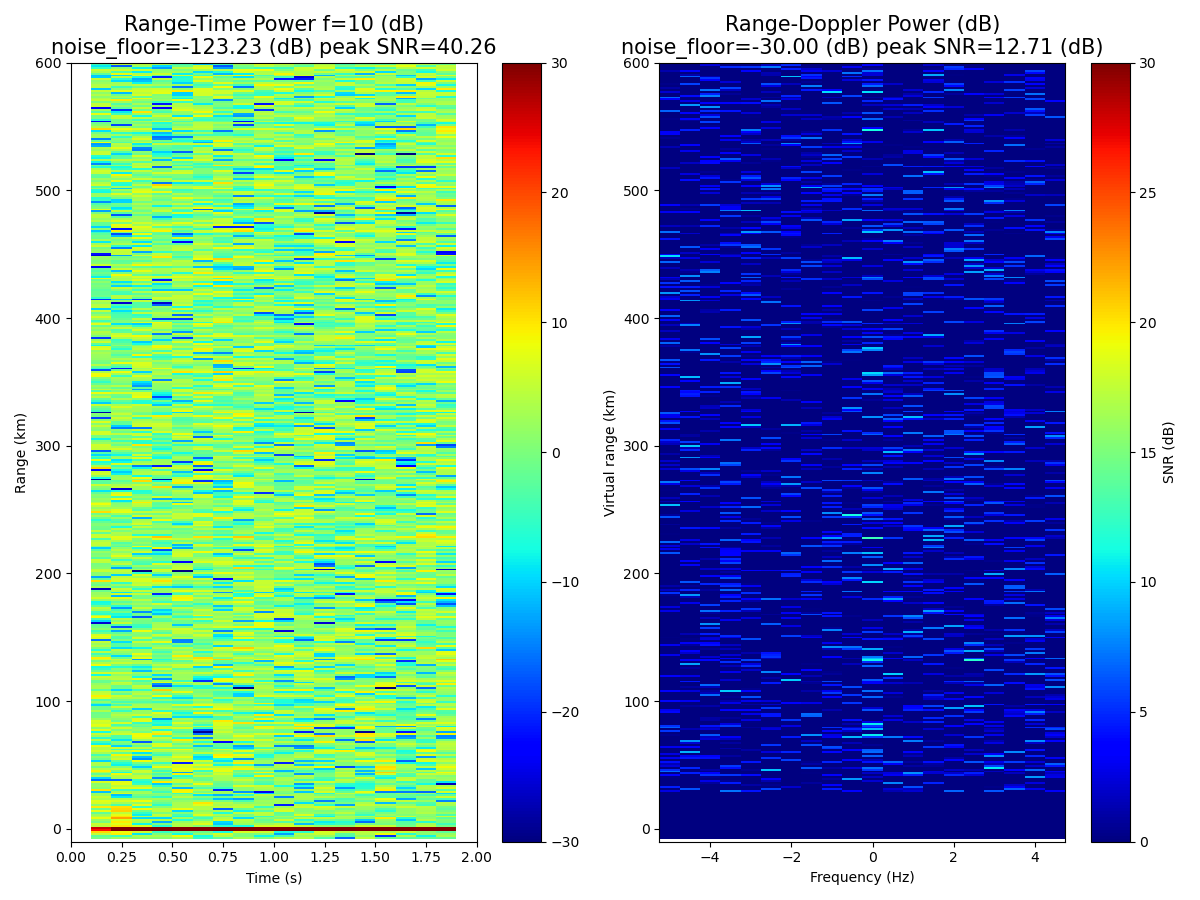 Range-Time Power f=10 (dB)
noise_floor=-123.23 (dB) peak SNR=40.26
Range (km)
600
500
400
300
200
100
0
0.00 0.25 0.50 0.75 1.00 1.25 1.50 1.75 2.00
Time (s)
30
20
10
0
−10
−20
−30
Range-Doppler Power (dB)
noise_floor=-30.00 (dB) peak SNR=12.71 (dB)
Virtual range (km)
600
500
400
300
200
100
0
−4 −2 0 2 4
Frequency (Hz)
30
25
20
15
10
5
0
SNR (dB)